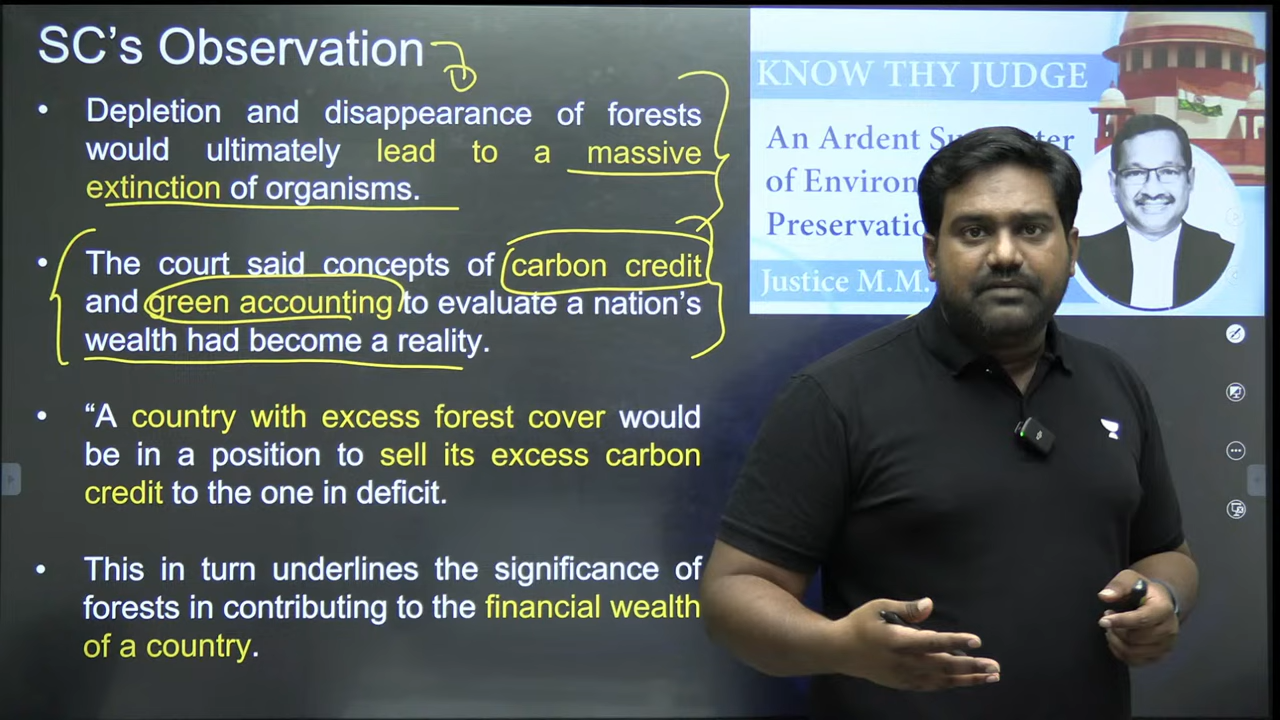 SC's Observation
• Depletion and disappearance of forests
would ultimately lead to a massive
extinction of organisms.
• The court said concepts of carbon credit
and green accounting to evaluate a nation's
wealth had become a reality.
• “A country with excess forest cover would
be in a position to sell its excess carbon
credit to the one in deficit.
• This in turn underlines the significance of
forests in contributing to the financial wealth
of a country.
KNOW THY JUDGE
An Ardent
of
Justice M.M.